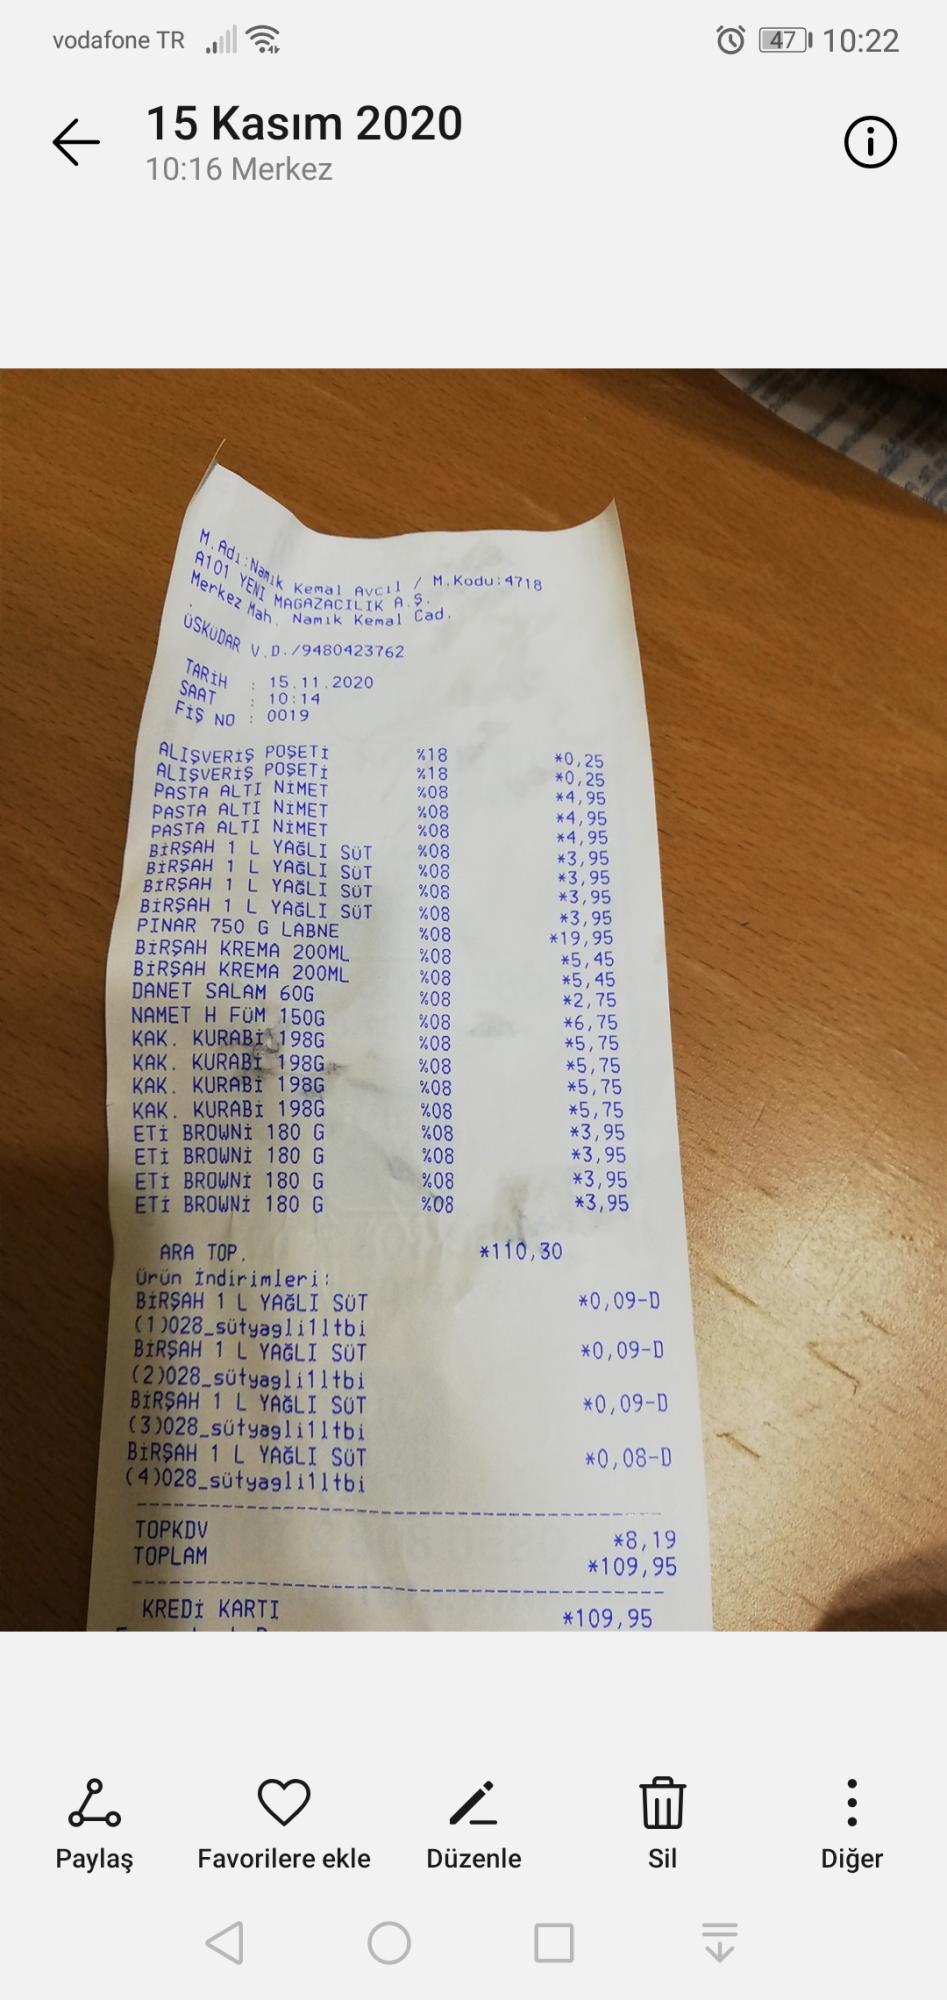 vodafone TR
47 10:22
15 Kasım 2020
10:16 Merkez
M.Adı:Namık Kemal Avcıl / M.Kodu:4718
A101 YENİ MAGAZACILIK A.Ş.
Merkez Mah. Namık Kemal Cad.
.
ÜSKÜDAR V.D./9480423762
TARİH : 15.11.2020
SAAT : 10:14
FİŞ NO : 0019
ALIŞVERİŞ POŞETİ %18 *0,25
ALIŞVERİŞ POŞETİ %18 *0,25
PASTA ALTI NİMET %08 *4,95
PASTA ALTI NİMET %08 *4,95
PASTA ALTI NİMET %08 *4,95
BİRŞAH 1 L YAĞLI SÜT %08 *3,95
BİRŞAH 1 L YAĞLI SÜT %08 *3,95
BİRŞAH 1 L YAĞLI SÜT %08 *3,95
BİRŞAH 1 L YAĞLI SÜT %08 *3,95
PINAR 750 G LABNE %08 *19,95
BİRŞAH KREMA 200ML %08 *5,45
BİRŞAH KREMA 200ML %08 *5,45
DANET SALAM 60G %08 *2,75
NAMET H FÜM 150G %08 *6,75
KAK. KURABİ 198G %08 *5,75
KAK. KURABİ 198G %08 *5,75
KAK. KURABİ 198G %08 *5,75
KAK. KURABİ 198G %08 *5,75
ETİ BROWNİ 180 G %08 *3,95
ETİ BROWNİ 180 G %08 *3,95
ETİ BROWNİ 180 G %08 *3,95
ETİ BROWNİ 180 G %08 *3,95
ARA TOP. *110,30
Ürün İndirimleri:
BİRŞAH 1 L YAĞLI SÜT *0,09-D
(1)028_sütyagli1ltbi
BİRŞAH 1 L YAĞLI SÜT *0,09-D
(2)028_sütyagli1ltbi
BİRŞAH 1 L YAĞLI SÜT *0,09-D
(3)028_sütyagli1ltbi
BİRŞAH 1 L YAĞLI SÜT *0,08-D
(4)028_sütyagli1ltbi
TOPKDV *8,19
TOPLAM *109,95
KREDİ KARTI *109,95
Paylaş Favorilere ekle Düzenle Sil Diğer